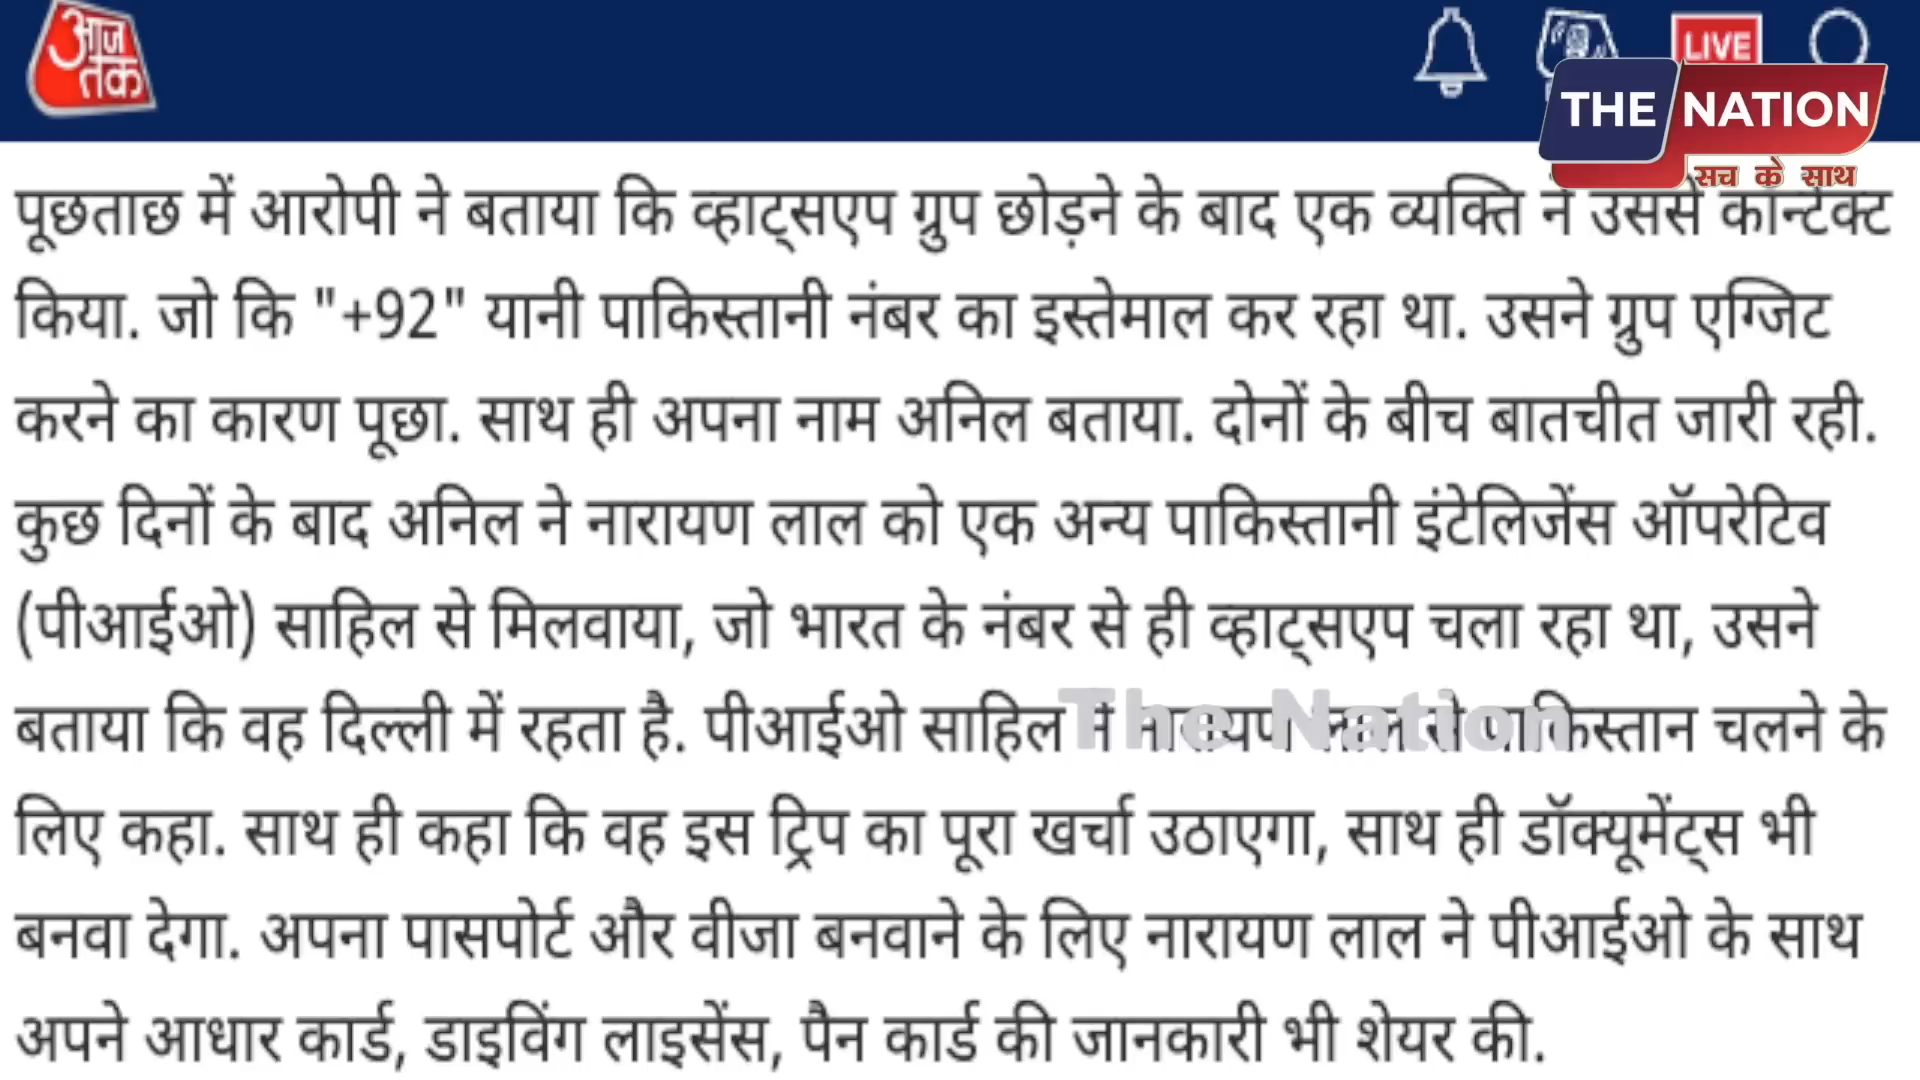 आज
तक
LIVE
THE NATION
सच के साथ
पूछताछ में आरोपी ने बताया कि व्हाट्सएप ग्रुप छोड़ने के बाद एक व्यक्ति ने उससे कॉन्टेक्ट
किया. जो कि "+92" यानी पाकिस्तानी नंबर का इस्तेमाल कर रहा था. उसने ग्रुप एग्जिट
करने का कारण पूछा. साथ ही अपना नाम अनिल बताया. दोनों के बीच बातचीत जारी रही.
कुछ दिनों के बाद अनिल ने नारायण लाल को एक अन्य पाकिस्तानी इंटेलिजेंस ऑपरेटिव
(पीआईओ) साहिल से मिलवाया, जो भारत के नंबर से ही व्हाट्सएप चला रहा था, उसने
बताया कि वह दिल्ली में रहता है. पीआईओ साहिल ने नारायण लाल से पाकिस्तान चलने के
The Nation
लिए कहा. साथ ही कहा कि वह इस ट्रिप का पूरा खर्चा उठाएगा, साथ ही डॉक्यूमेंट्स भी
बनवा देगा. अपना पासपोर्ट और वीजा बनवाने के लिए नारायण लाल ने पीआईओ के साथ
अपने आधार कार्ड, डाइविंग लाइसेंस, पैन कार्ड की जानकारी भी शेयर की.